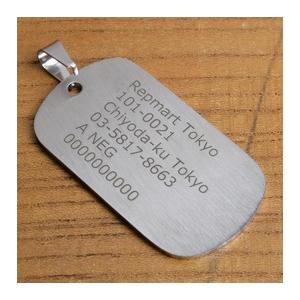 Repmart Tokyo
101-0021
Chiyoda-ku Tokyo
03-5817-8663
A NEG
0000000000